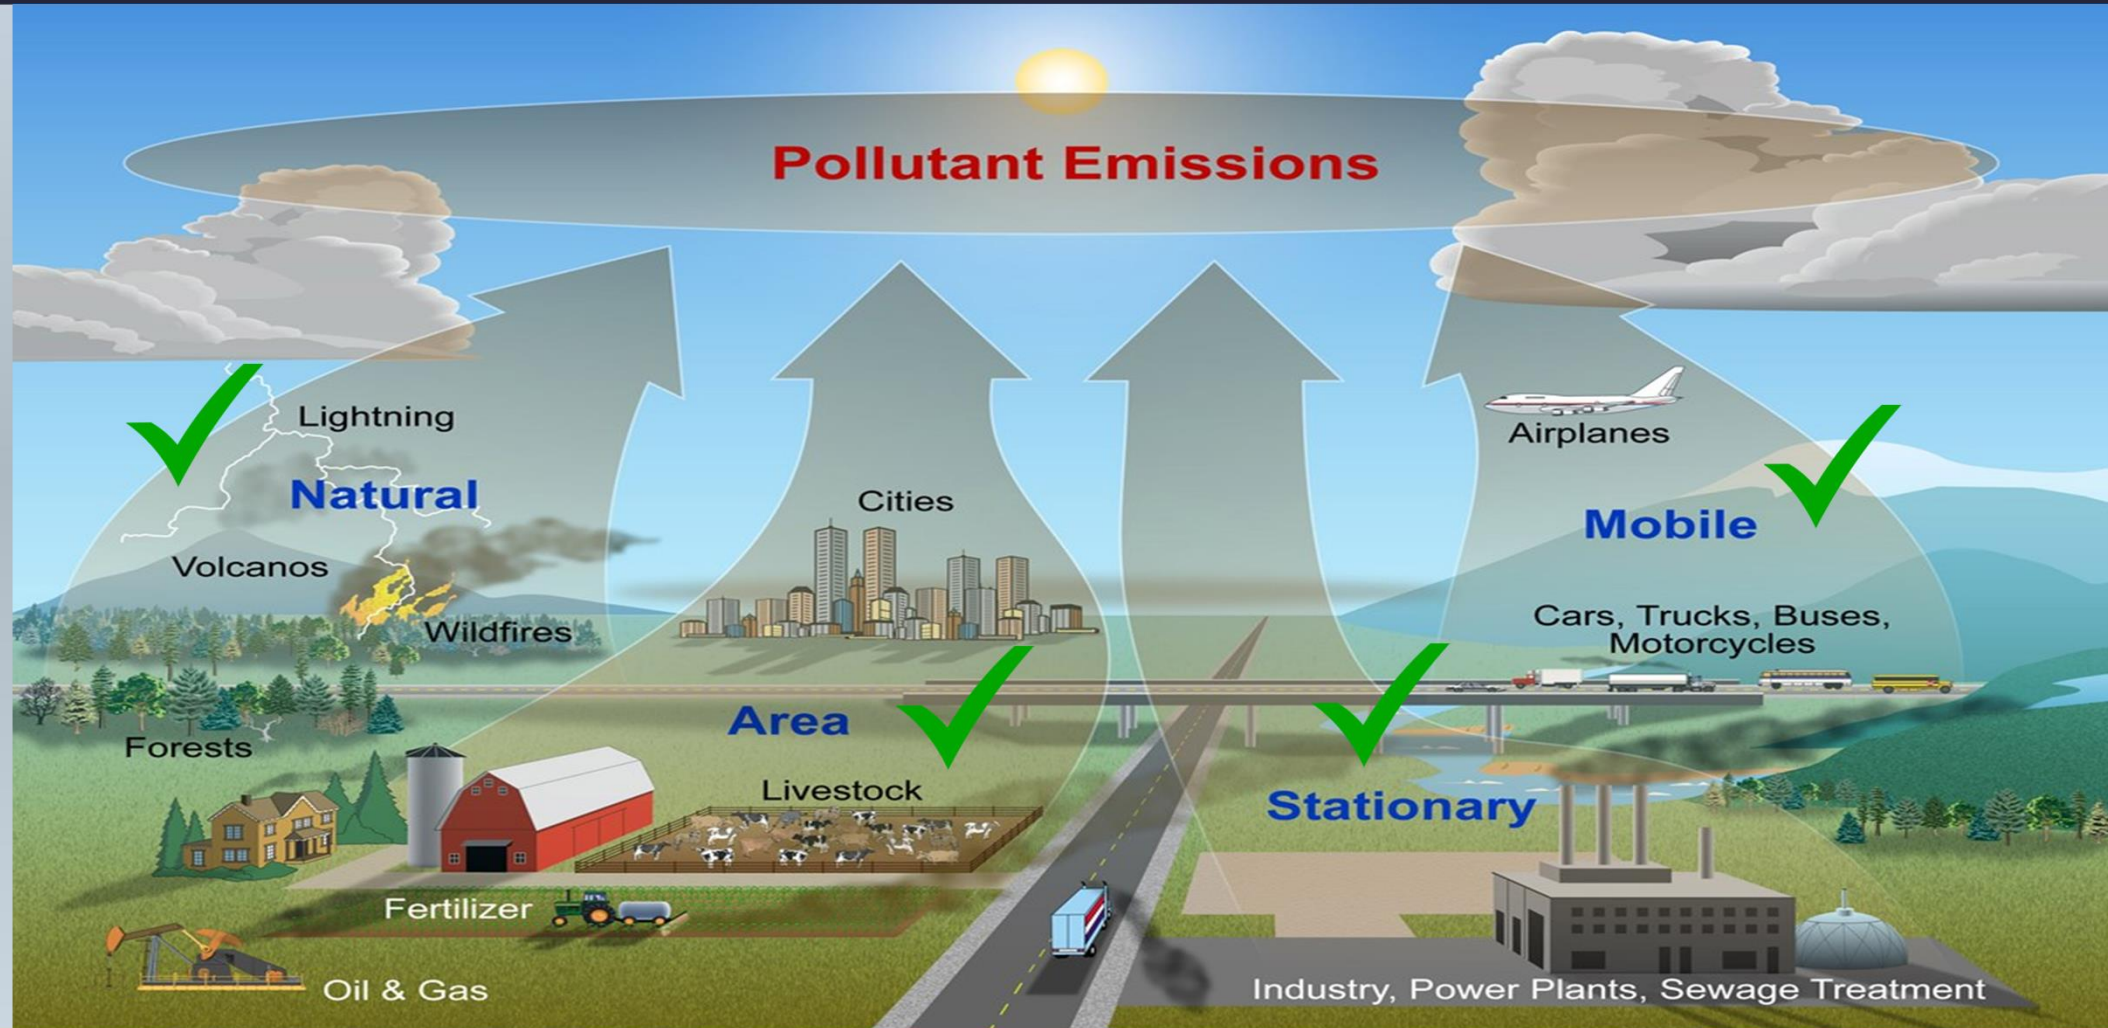 Pollutant Emissions
Lightning
Natural
Volcanos
Wildfires
Forests
Cities
Area
Livestock
Fertilizer
Oil & Gas
Airplanes
Mobile
Cars, Trucks, Buses,
Motorcycles
Stationary
Industry, Power Plants, Sewage Treatment